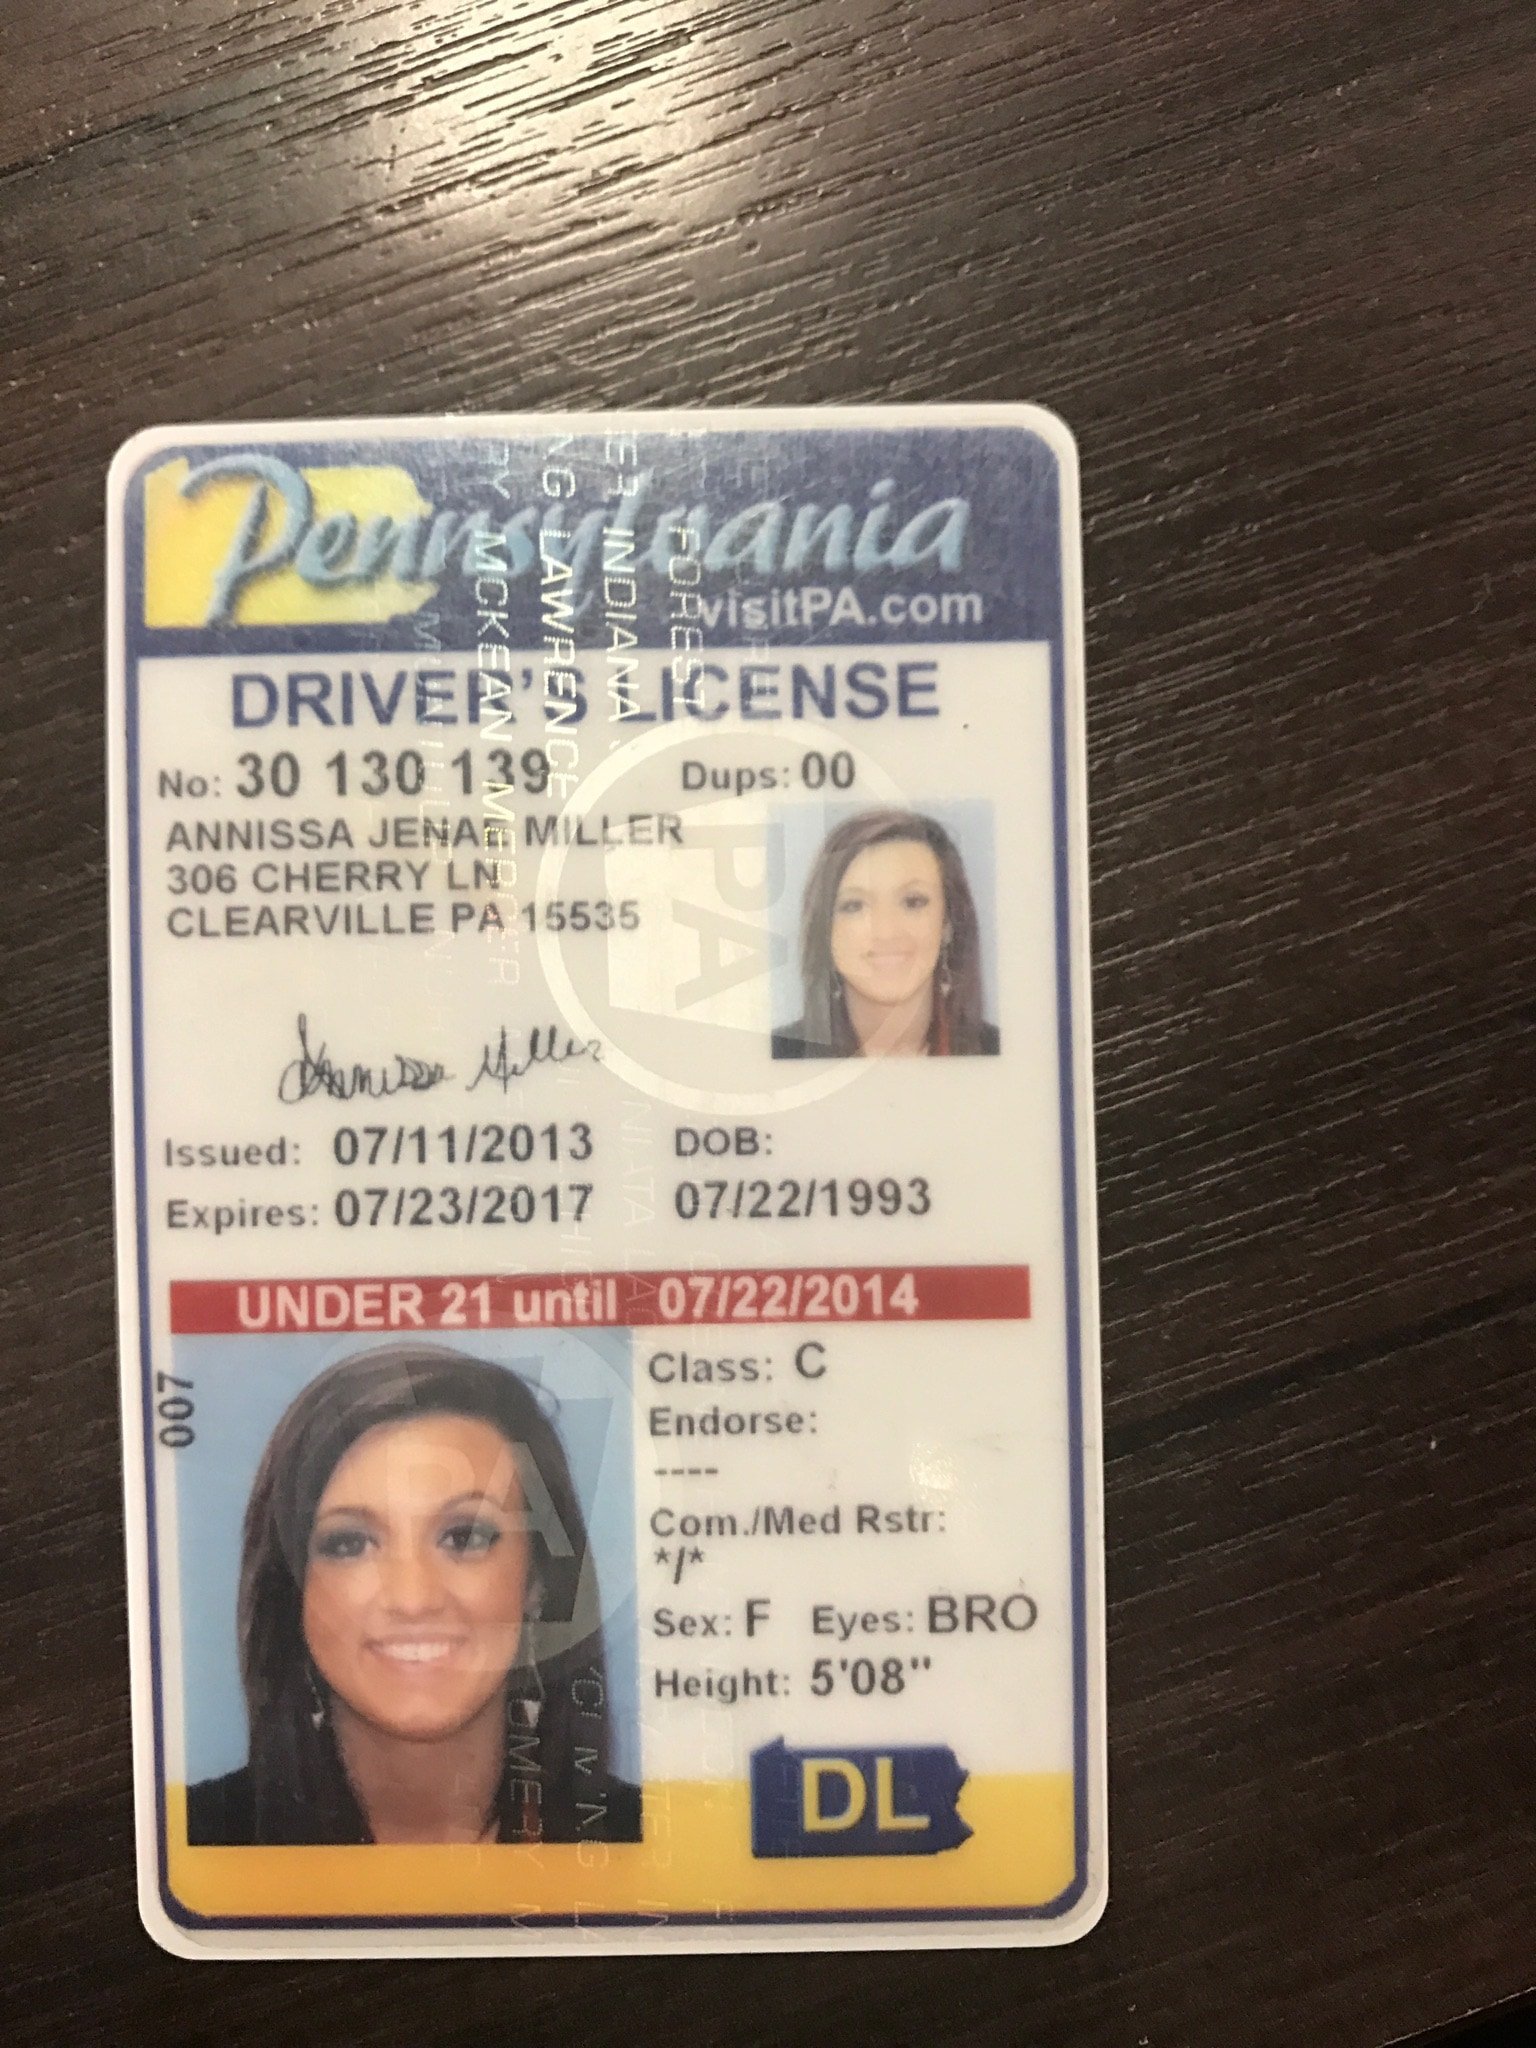 Pennsylvania
visitPA.com
DRIVER'S LICENSE
No: 30 130 139 Dups: 00
ANNISSA JENAE MILLER
306 CHERRY LN
CLEARVILLE PA 15535
PA
Annissa Miller
Issued: 07/11/2013 DOB:
Expires: 07/23/2017 07/22/1993
UNDER 21 until 07/22/2014
007
Class: C
Endorse:
----
Com./Med Rstr:
*/*
Sex: F Eyes: BRO
Height: 5'08"
DL
FOREST
INDIANA
LAWRENCE
MCKEAN MERCER
PA